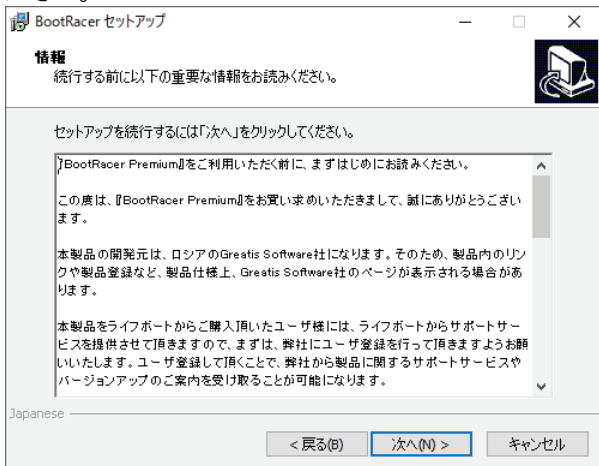 BootRacer セットアップ
情報
続行する前に以下の重要な情報をお読みください。
セットアップを続行するには「次へ」をクリックしてください。
『BootRacer Premium』をご利用いただく前に、まずはじめにお読みください。
この度は、『BootRacer Premium』をお買い求めいただきまして、誠にありがとうござい
ます。
本製品の開発元は、ロシアのGreatis Software社になります。そのため、製品内のリン
クや製品登録など、製品仕様上、Greatis Software社のページが表示される場合があ
ります。
本製品をライフボートからご購入頂いたユーザ様には、ライフボートからサポートサー
ビスを提供させて頂きますので、まずは、弊社にユーザ登録を行って頂きますようお願
いいたします。ユーザ登録して頂くことで、弊社から製品に関するサポートサービスや
バージョンアップのご案内を受け取ることが可能になります。
Japanese
< 戻る(B)
次へ(N) >
キャンセル